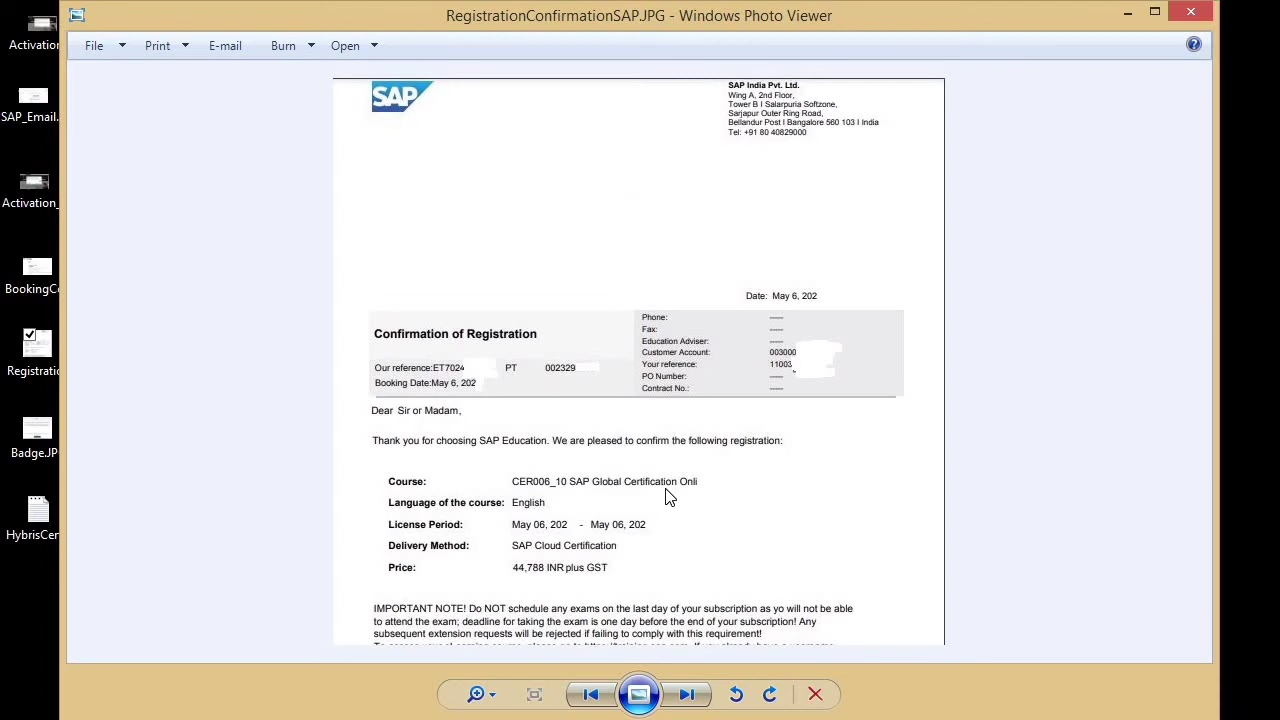 RegistrationConfirmationSAP.JPG - Windows Photo Viewer
File Print E-mail Burn Open
Activation
SAP_Email.
Activation_
BookingCo
Registratio
Badge.JP
HybrisCer
SAP
SAP India Pvt. Ltd.
Wing A, 2nd Floor,
Tower B I Salarpuria Softzone,
Sarjapur Outer Ring Road,
Bellandur Post I Bangalore 560 103 I India
Tel: +91 80 40829000
Date: May 6, 202
Confirmation of Registration
Our reference:ET7024 PT 002329
Booking Date:May 6, 202
Phone: -----
Fax: -----
Education Adviser: -----
Customer Account: 003000
Your reference: 11003
PO Number: -----
Contract No.: -----
Dear Sir or Madam,
Thank you for choosing SAP Education. We are pleased to confirm the following registration:
Course: CER006_10 SAP Global Certification Onli
Language of the course: English
License Period: May 06, 202 - May 06, 202
Delivery Method: SAP Cloud Certification
Price: 44,788 INR plus GST
IMPORTANT NOTE! Do NOT schedule any exams on the last day of your subscription as yo will not be able
to attend the exam; deadline for taking the exam is one day before the end of your subscription! Any
subsequent extension requests will be rejected if failing to comply with this requirement!